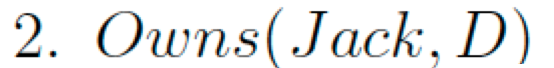 2. Owns(Jack, D)